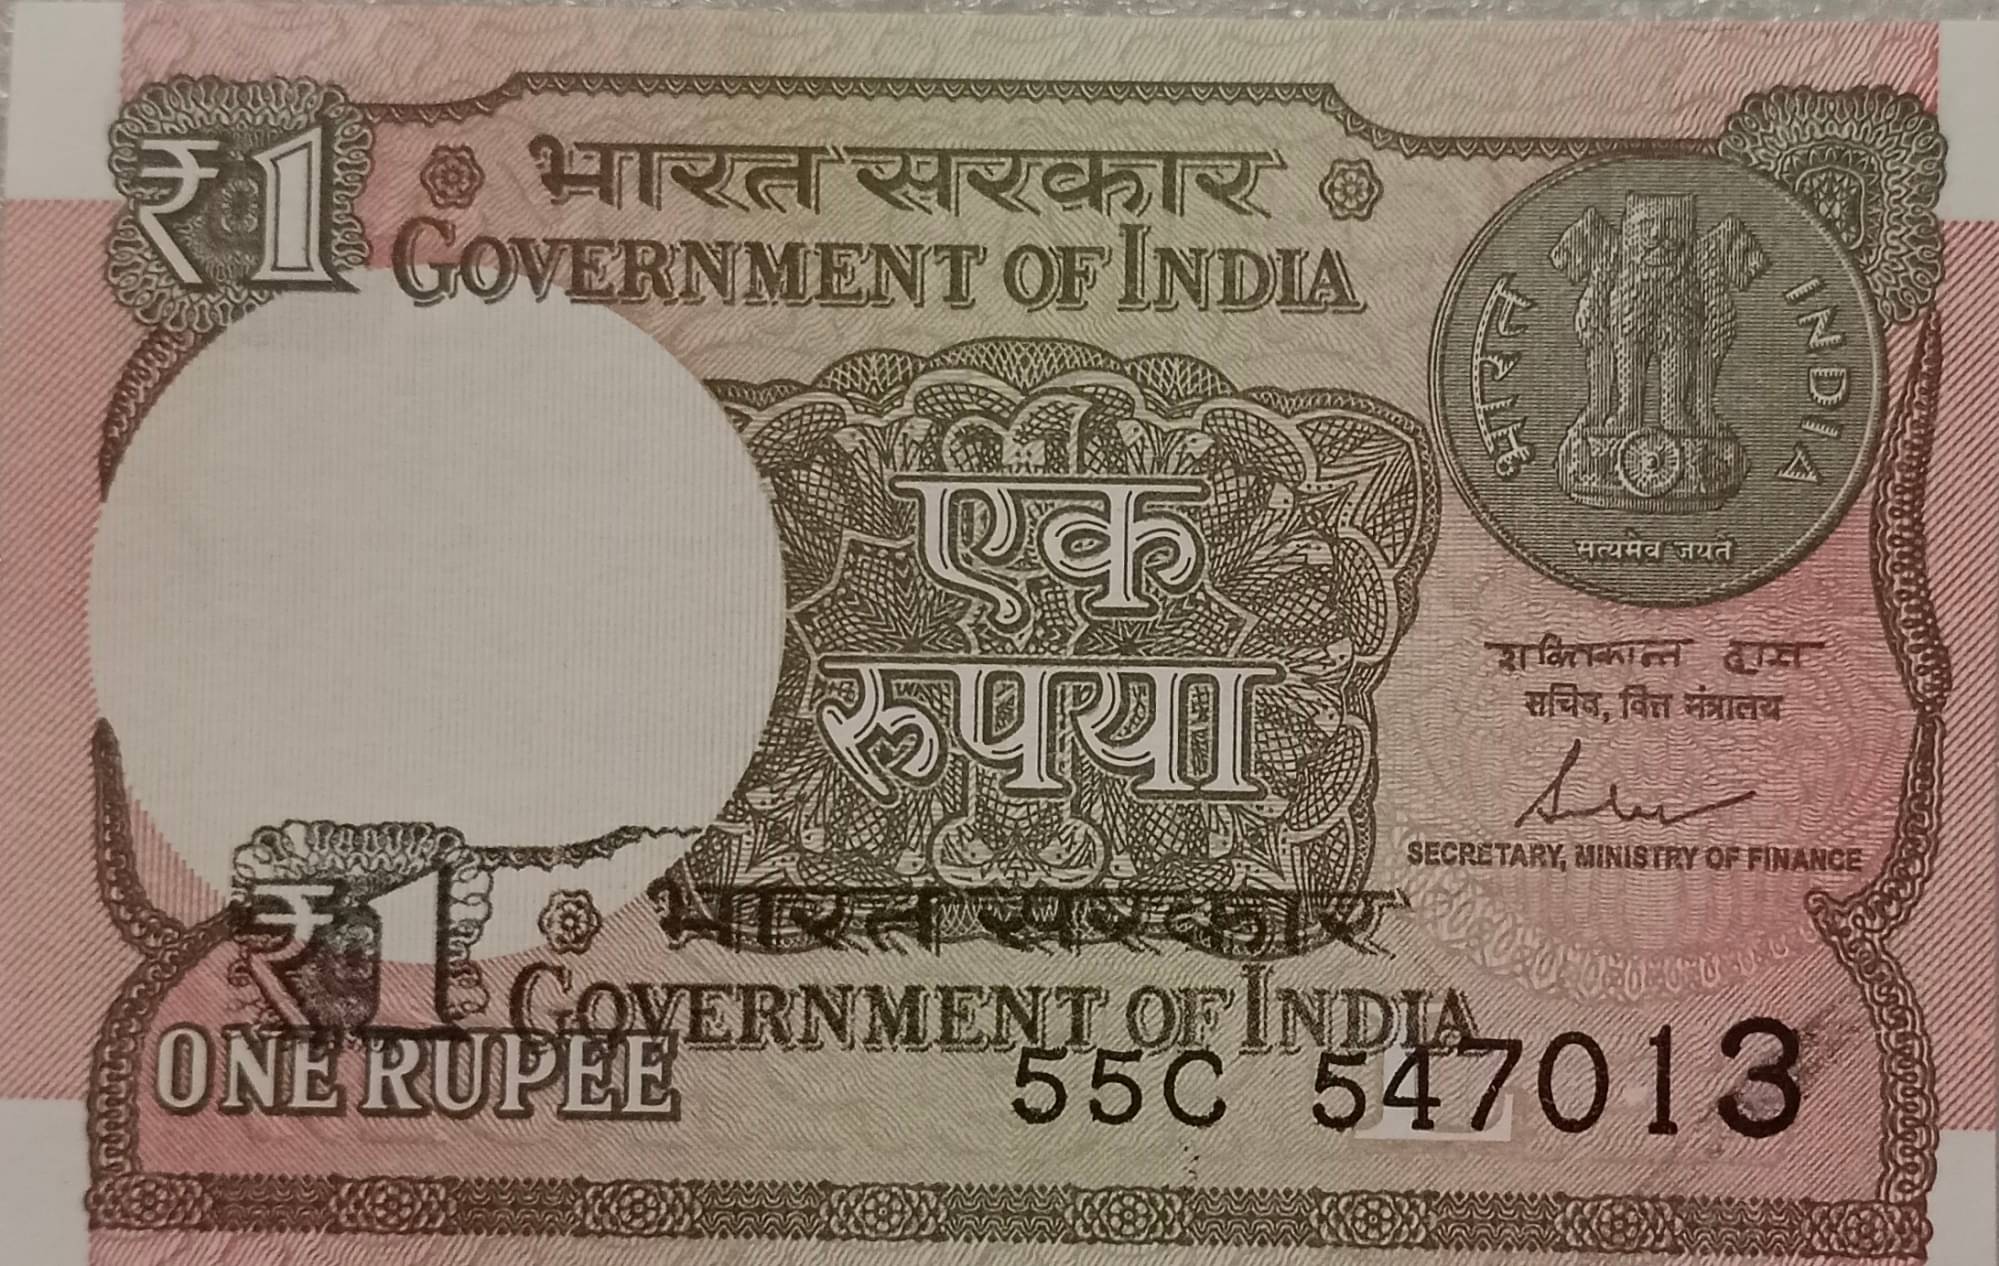 ₹1
भारत सरकार
GOVERNMENT OF INDIA
भारत
INDIA
सत्यमेव जयते
एक
रुपया
शक्तिकान्त दास
सचिव, वित्त मंत्रालय
SECRETARY, MINISTRY OF FINANCE
₹1
भारत सरकार
GOVERNMENT OF INDIA
ONE RUPEE
55C 547013
L